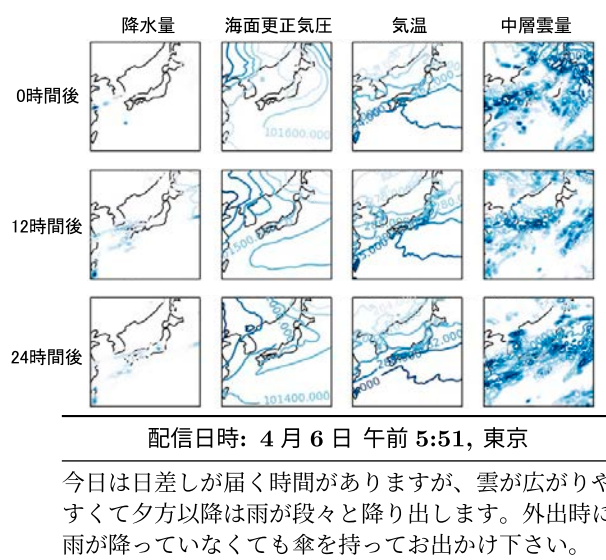 降水量 海面更正気圧 気温 中層雲量
0時間後
101600.000
12時間後
24時間後
101400.000
配信日時: 4月6日 午前 5:51, 東京
今日は日差しが届く時間がありますが、雲が広がりや
すくて夕方以降は雨が段々と降り出します。外出時に
雨が降っていなくても傘を持ってお出かけ下さい。